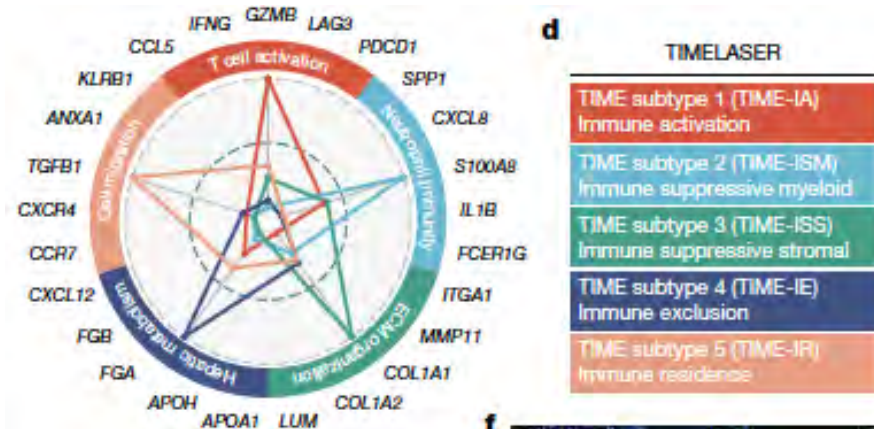 GZMB
LAG3
PDCD1
SPP1
CXCL8
S100A8
IL1B
FCER1G
ITGA1
MMP11
COL1A1
COL1A2
LUM
APOA1
APOH
FGA
FGB
CXCL12
CCR7
CXCR4
TGFB1
ANXA1
KLRB1
CCL5
IFNG
T cell activation
Neutrophil immunity
ECM organization
Hepatic metabolism
Cell migration
d
TIMELASER
TIME subtype 1 (TIME-IA)
Immune activation
TIME subtype 2 (TIME-ISM)
Immune suppressive myeloid
TIME subtype 3 (TIME-ISS)
Immune suppressive stromal
TIME subtype 4 (TIME-IE)
Immune exclusion
TIME subtype 5 (TIME-IR)
Immune residence
f